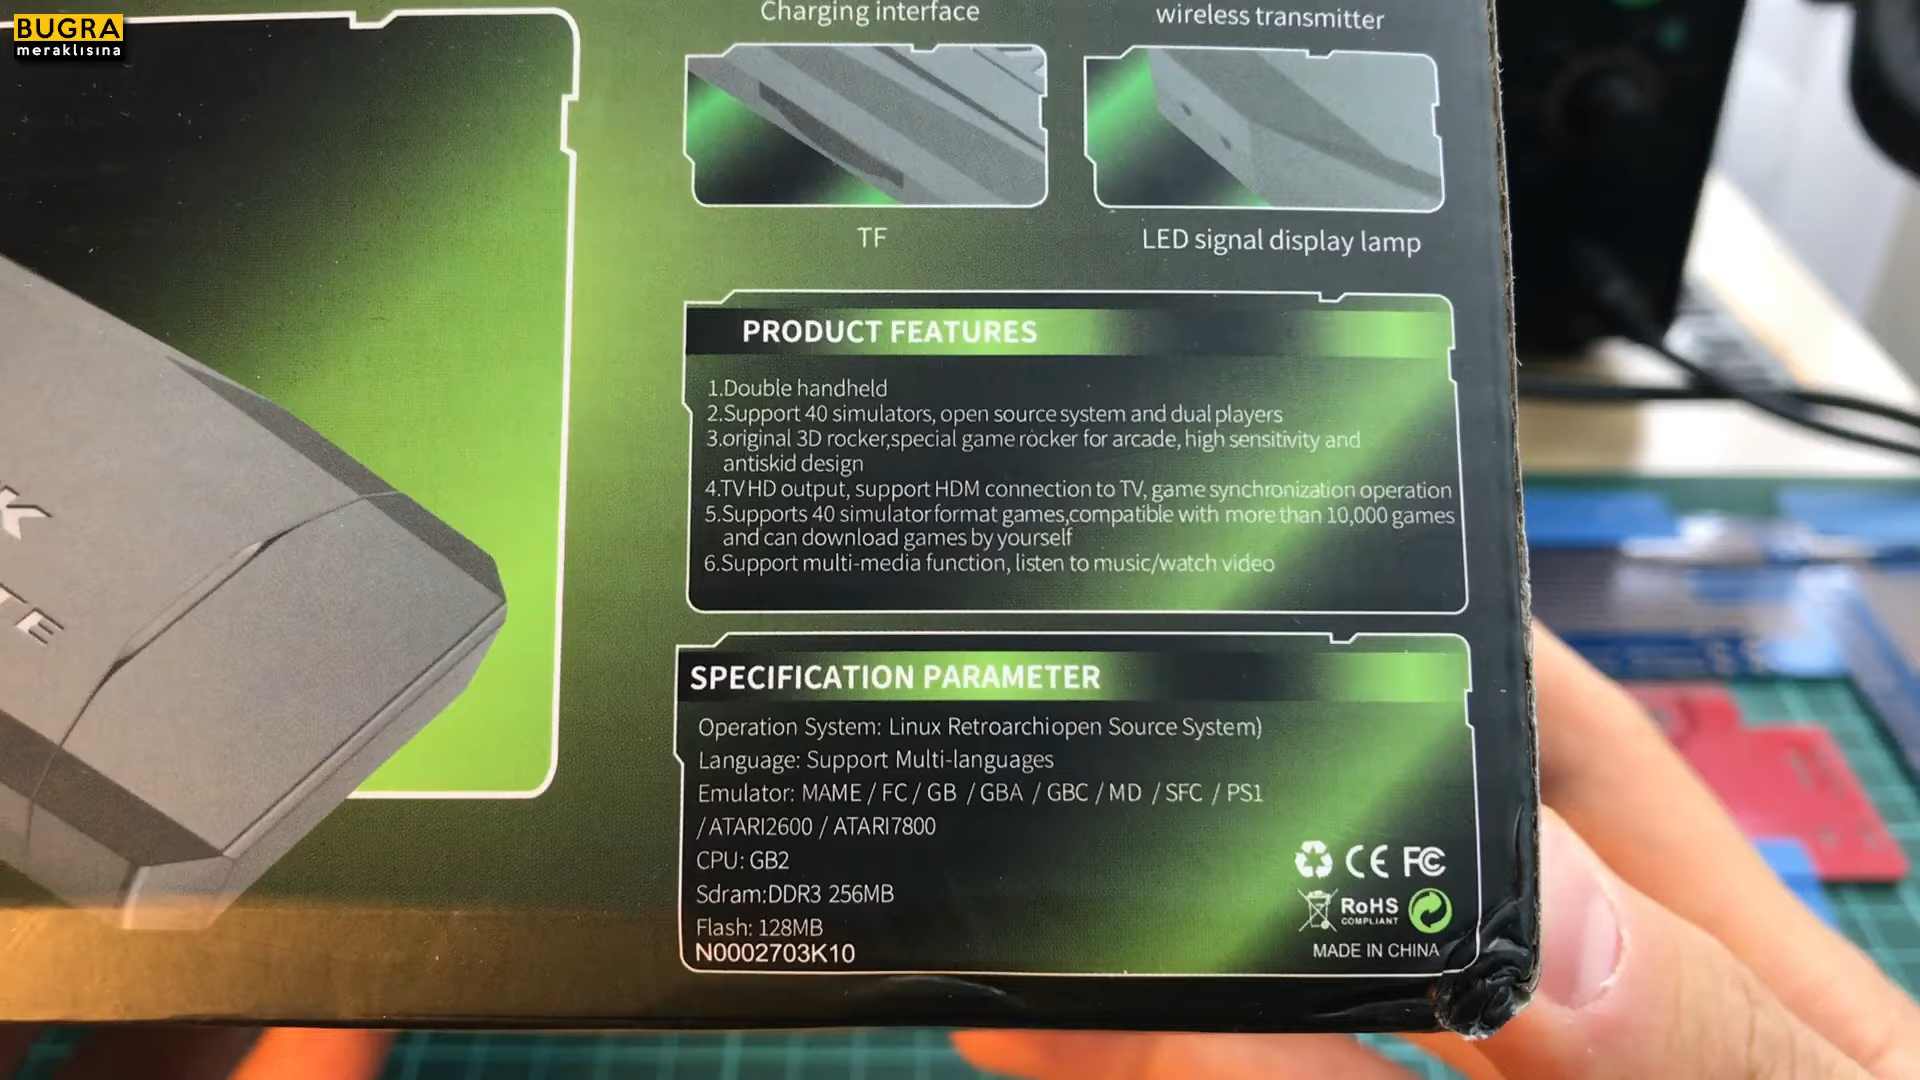 BUGRA
meraklisina
Charging interface
wireless transmitter
TF
LED signal display lamp
PRODUCT FEATURES
1.Double handheld
2.Support 40 simulators, open source system and dual players
3.original 3D rocker,special game rocker for arcade, high sensitivity and
antiskid design
4.TV HD output, support HDM connection to TV, game synchronization operation
5.Supports 40 simulator format games,compatible with more than 10,000 games
and can download games by yourself
6.Support multi-media function, listen to music/watch video
SPECIFICATION PARAMETER
Operation System: Linux Retroarchiopen Source System)
Language: Support Multi-languages
Emulator: MAME / FC / GB / GBA / GBC / MD / SFC / PS1
/ ATARI2600 / ATARI7800
CPU: GB2
Sdram:DDR3 256MB
Flash: 128MB
N0002703K10
CE FC
RoHS
COMPLIANT
MADE IN CHINA